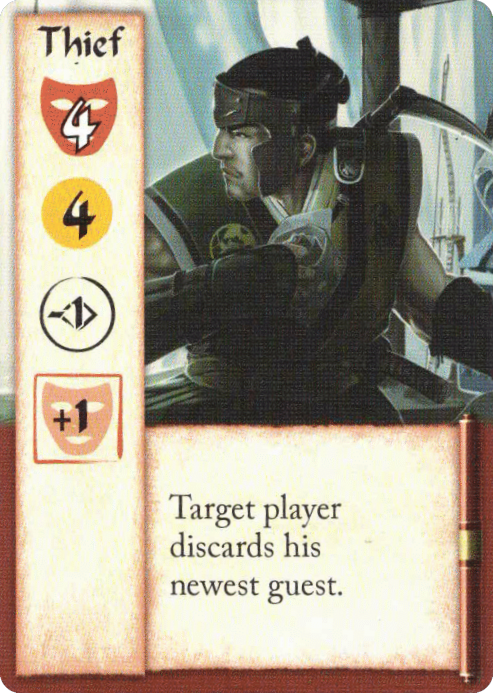 Thief
4
4
-1
+1
Target player
discards his
newest guest.